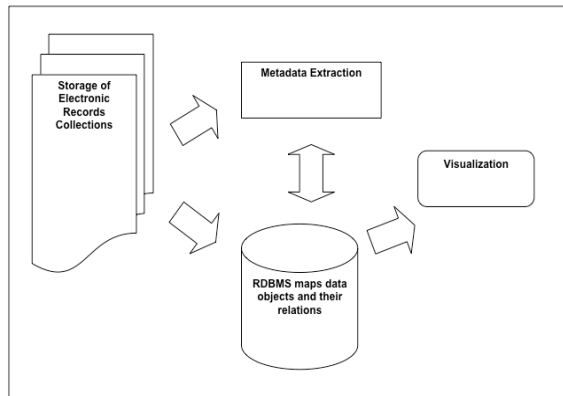 Storage of
Electronic
Records
Collections
Metadata Extraction
Visualization
RDBMS maps data
objects and their
relations